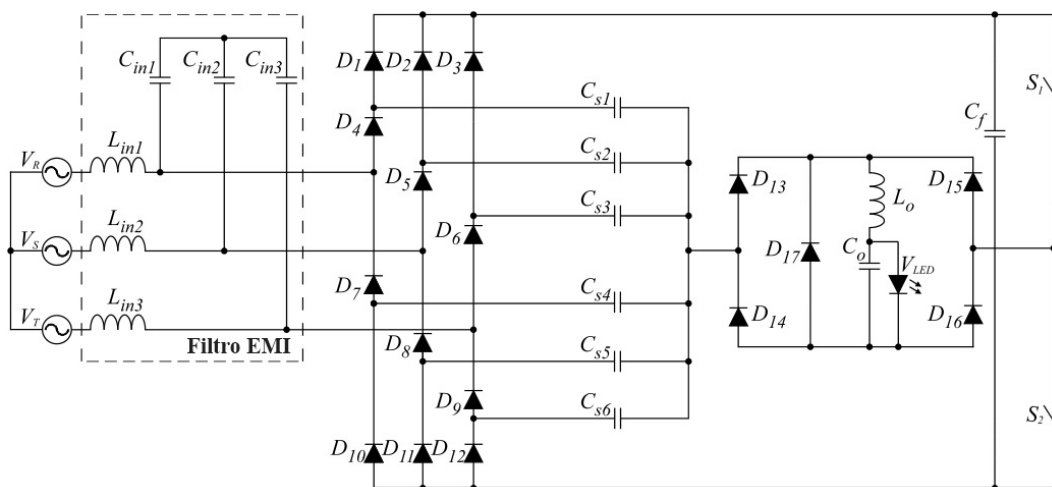 C_in1
C_in2
C_in3
D_1
D_2
D_3
C_s1
S_1
D_4
C_f
L_in1
V_R
C_s2
D_5
D_13
D_15
L_o
C_s3
L_in2
V_S
D_6
D_17
C_o
V_LED
D_7
L_in3
C_s4
V_T
D_14
D_16
Filtro EMI
D_8
C_s5
D_9
C_s6
S_2
D_10
D_11
D_12